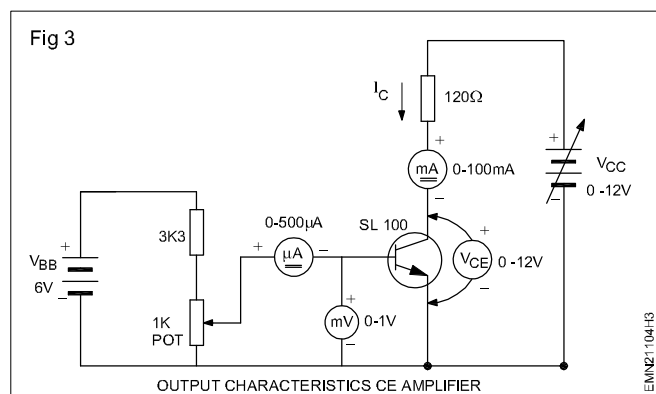 Fig 3
I_C
120Ω
+
mA
0-100mA
–
+
V_CC
–
0 -12V
0-500µA
SL 100
3K3
+
µA
–
+
V_CE
0 -12V
–
+
V_BB
6V
–
1K
POT
+
mV
0-1V
–
OUTPUT CHARACTERISTICS CE AMPLIFIER
EMN21104H3